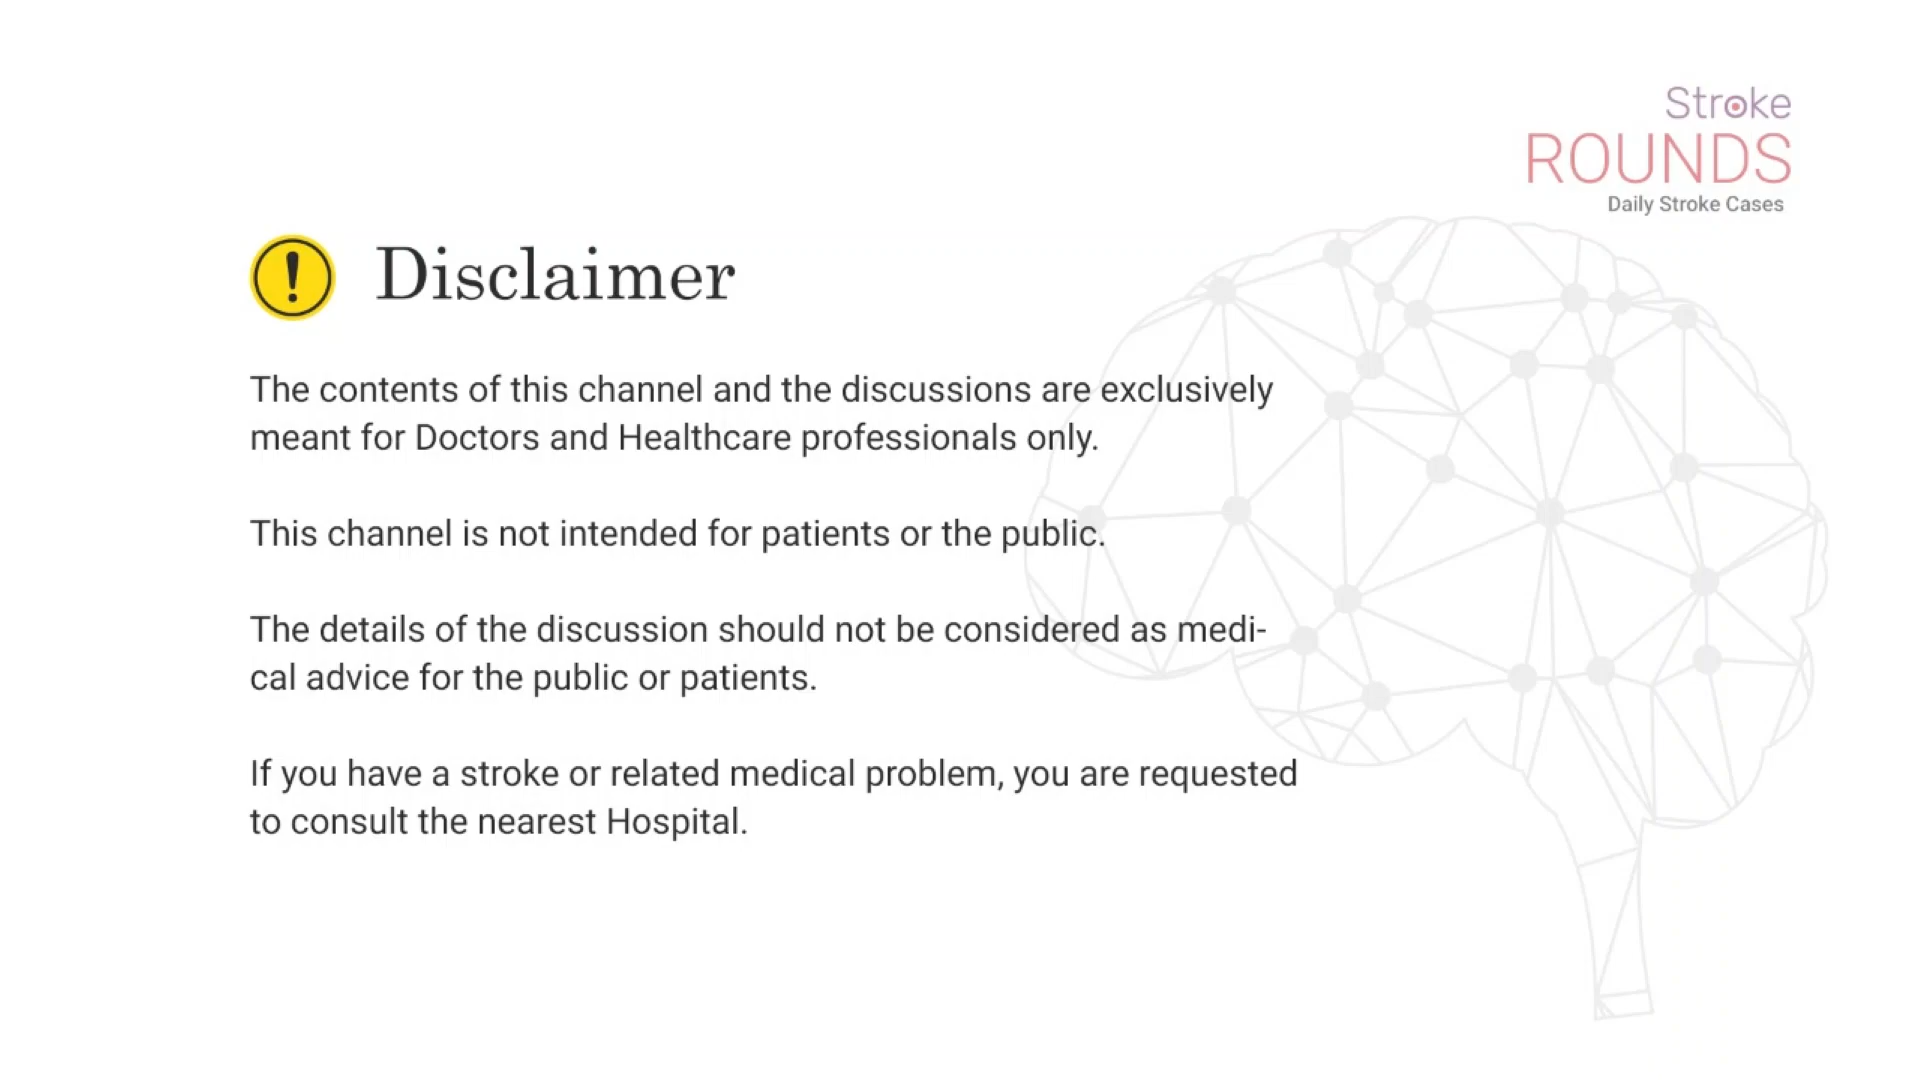 Stroke
ROUNDS
Daily Stroke Cases
! Disclaimer
The contents of this channel and the discussions are exclusively
meant for Doctors and Healthcare professionals only.
This channel is not intended for patients or the public.
The details of the discussion should not be considered as medi-
cal advice for the public or patients.
If you have a stroke or related medical problem, you are requested
to consult the nearest Hospital.